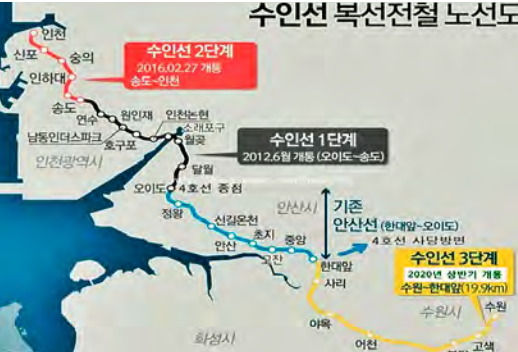 수인선 복선전철 노선도
인천
수인선 2단계
2016.02.27 개통
송도~인천
신포
숭의
인하대
송도
연수
원인재
인천논현
소래포구
남동인더스파크
호구포
월곶
인천광역시
수인선 1단계
2012.6월 개통 (오이도~송도)
달월
오이도
4호선 종점
정왕
신길온천
안산시
기존
안산선 (한대앞~오이도)
4호선 사당방면
초지
안산
중앙
고잔
한대앞
수인선 3단계
2020년 상반기 개통
수원~한대앞(19.9km)
사리
수원
야목
수원시
화성시
어천
고색